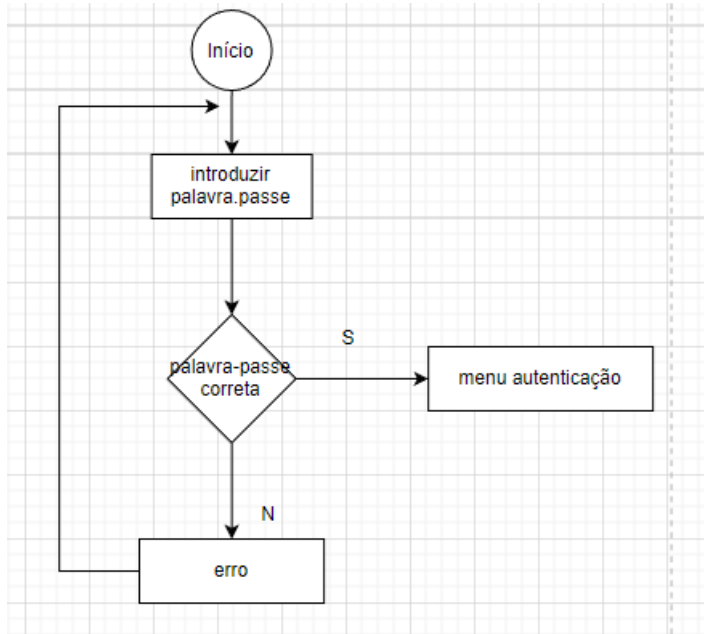 Início
introduzir
palavra.passe
palavra-passe
correta
S
menu autenticação
N
erro